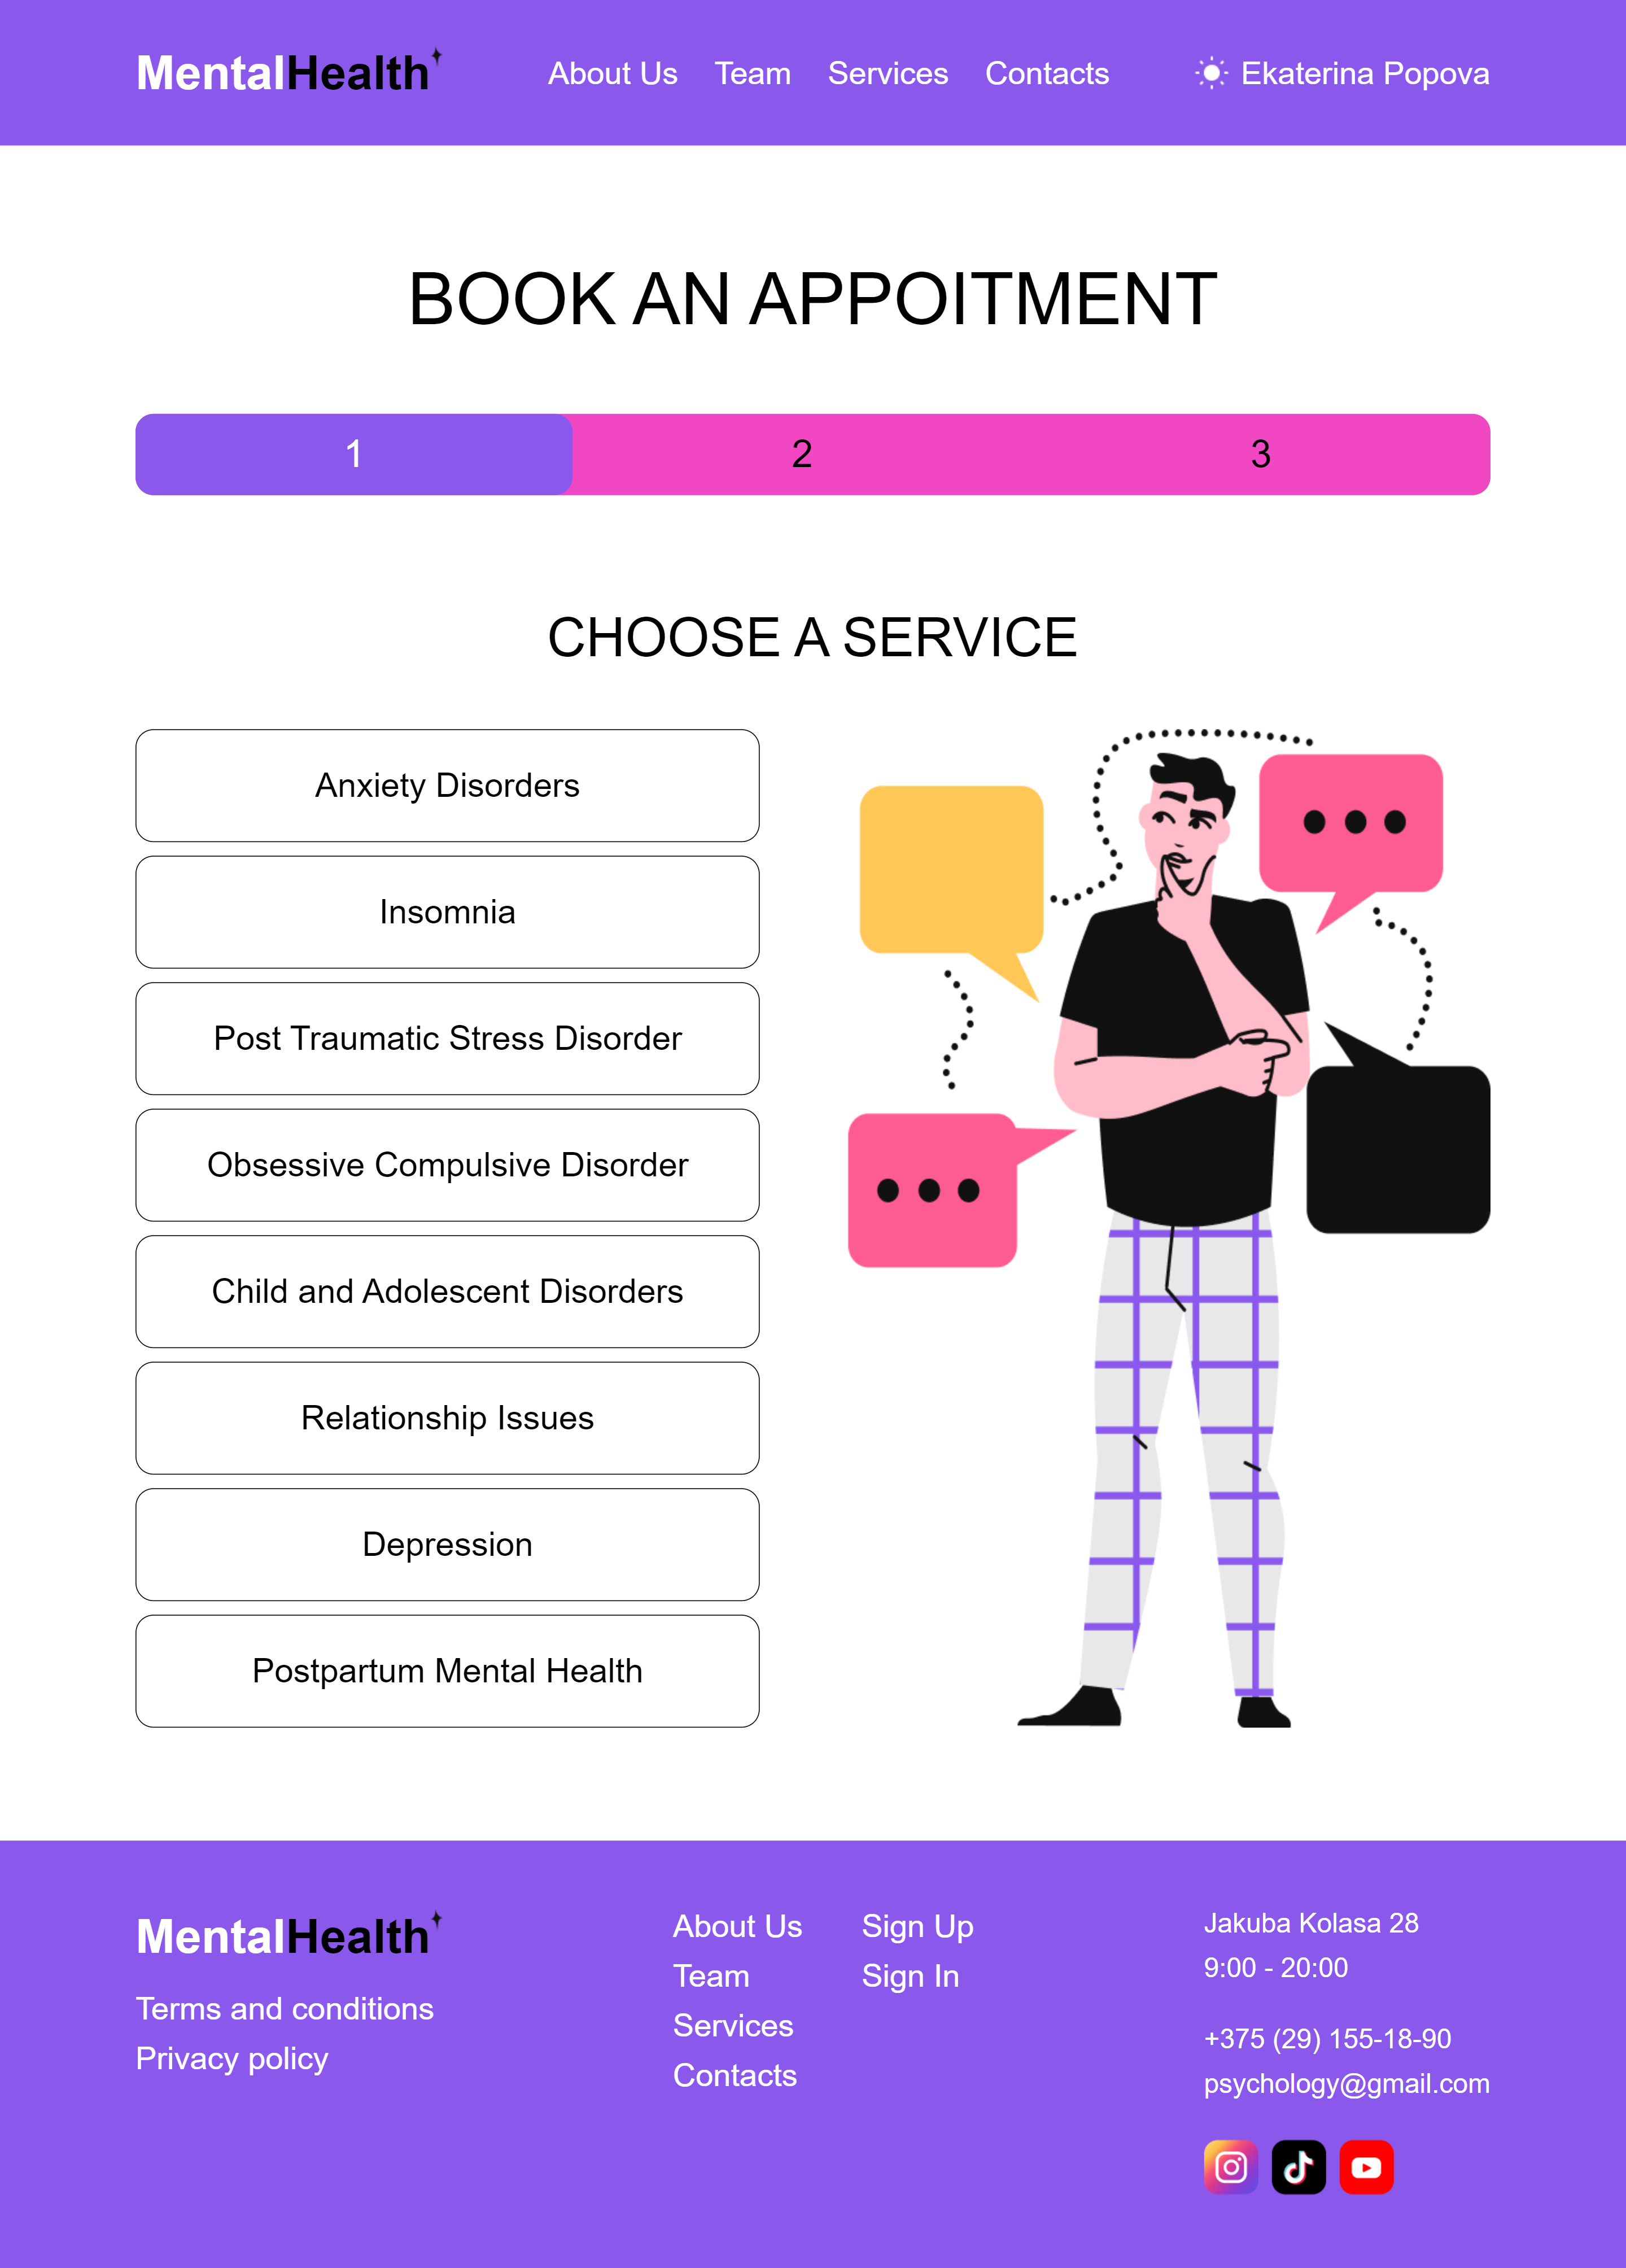 MentalHealth
About Us Team Services Contacts
Ekaterina Popova
BOOK AN APPOITMENT
1 2 3
CHOOSE A SERVICE
Anxiety Disorders
Insomnia
Post Traumatic Stress Disorder
Obsessive Compulsive Disorder
Child and Adolescent Disorders
Relationship Issues
Depression
Postpartum Mental Health
MentalHealth
Terms and conditions
Privacy policy
About Us
Team
Services
Contacts
Sign Up
Sign In
Jakuba Kolasa 28
9:00 - 20:00
+375 (29) 155-18-90
psychology@gmail.com